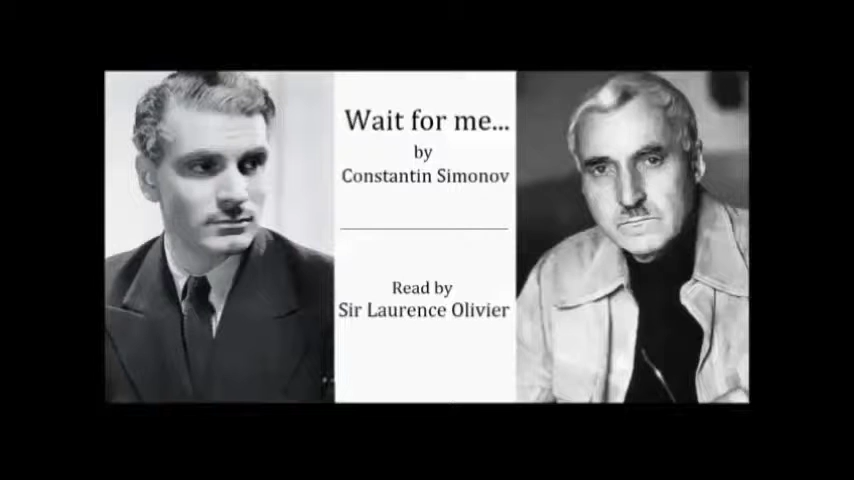 Wait for me...
by
Constantin Simonov
Read by
Sir Laurence Olivier